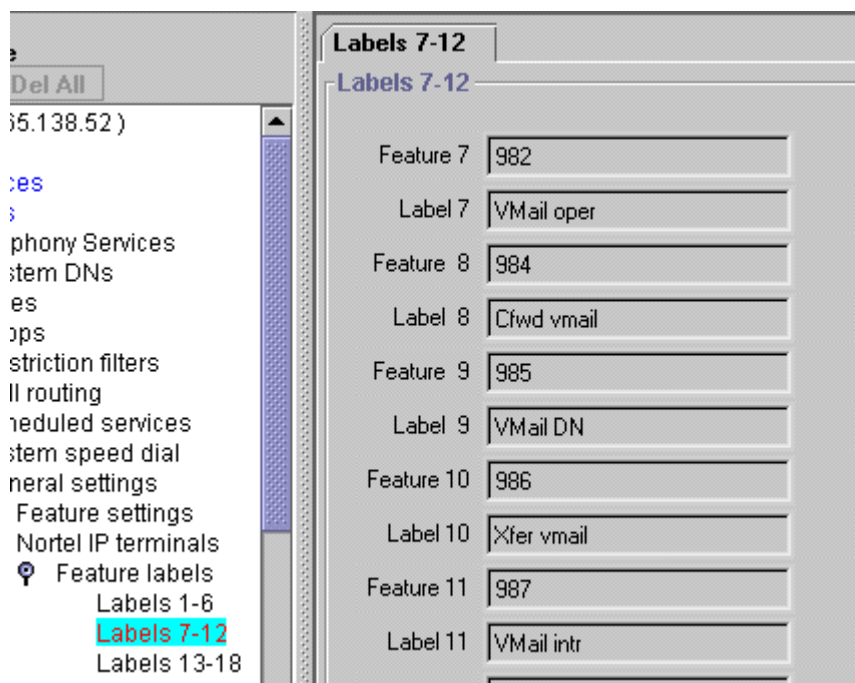 Del All
65.138.52 )
ces
s
phony Services
stem DNs
es
ops
striction filters
ll routing
heduled services
stem speed dial
neral settings
Feature settings
Nortel IP terminals
Feature labels
Labels 1-6
Labels 7-12
Labels 13-18
Labels 7-12
Labels 7-12
Feature 7 982
Label 7 VMail oper
Feature 8 984
Label 8 Cfwd vmail
Feature 9 985
Label 9 VMail DN
Feature 10 986
Label 10 Xfer vmail
Feature 11 987
Label 11 VMail intr